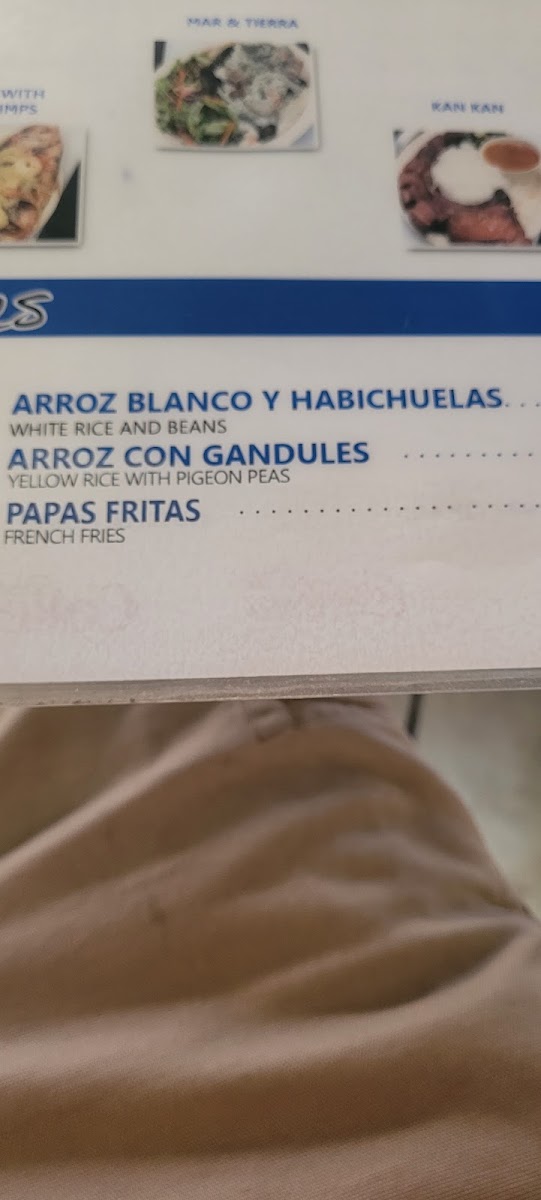 MAR & TIERRA
WITH
KAN KAN
ARROZ BLANCO Y HABICHUELAS. . .
WHITE RICE AND BEANS
ARROZ CON GANDULES . . . . . . . . .
YELLOW RICE WITH PIGEON PEAS
PAPAS FRITAS . . . . . . . . . . . . . . . . . . . . .
FRENCH FRIES